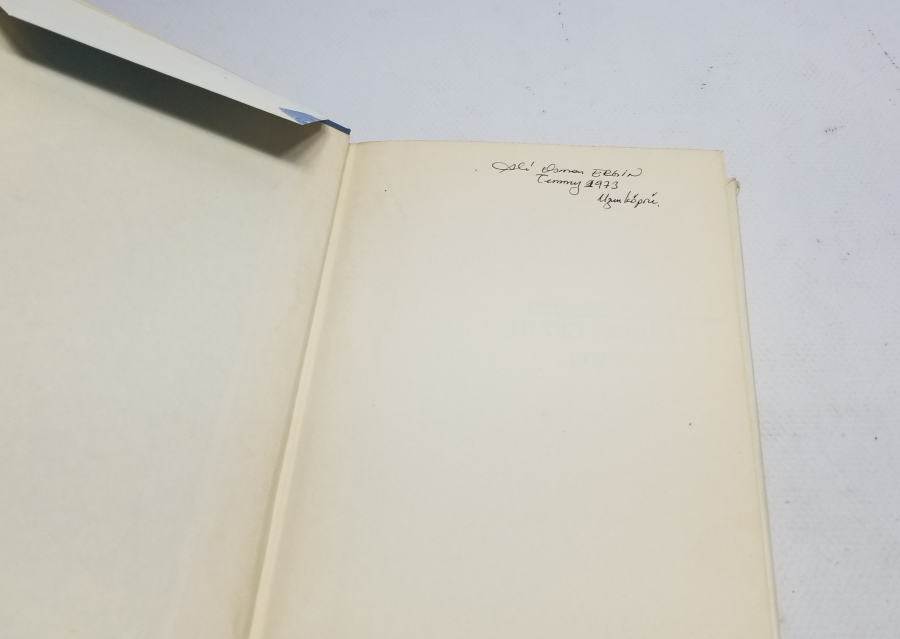 Ali Osman ERGİN
Temmuz 1973
Uzunköprü.